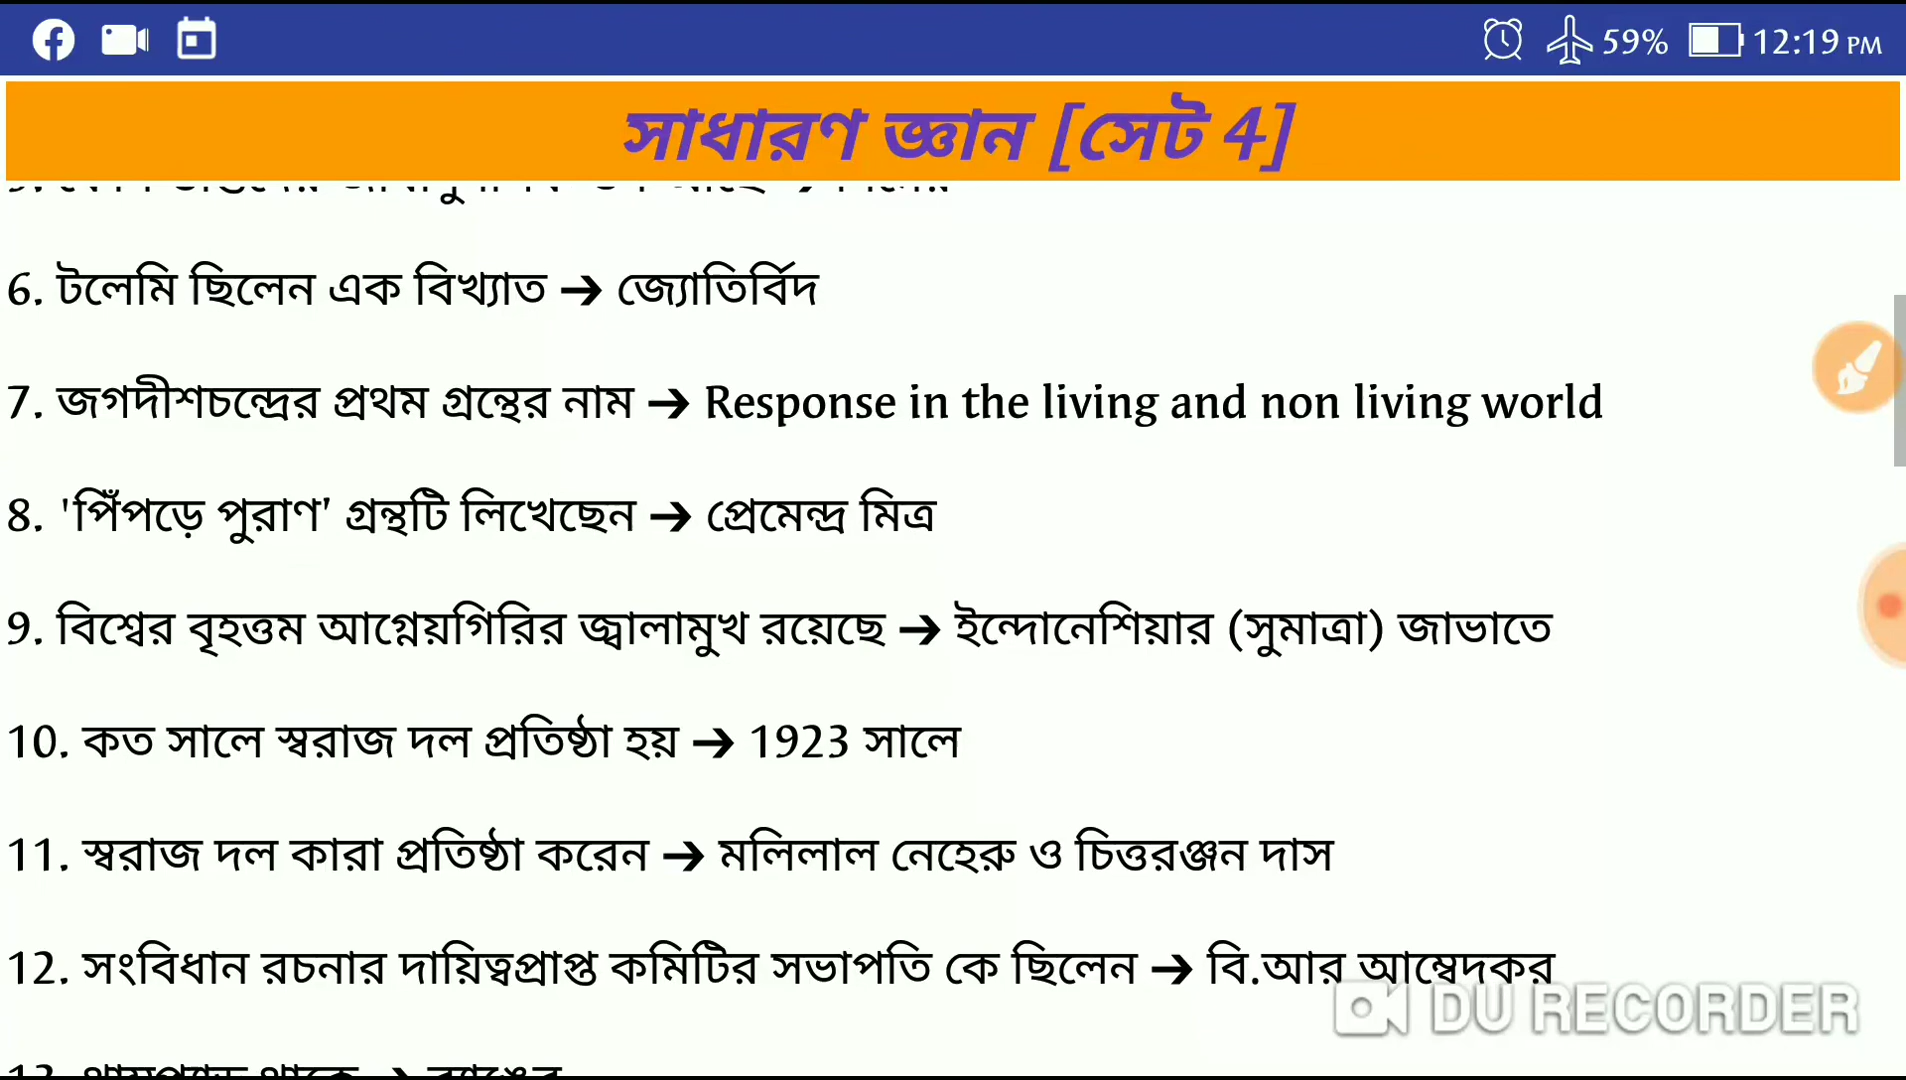 59% 12:19 PM
সাধারণ জ্ঞান [সেট 4]
6. টলেমি ছিলেন এক বিখ্যাত ➔ জ্যোতির্বিদ
7. জগদীশচন্দ্রের প্রথম গ্রন্থের নাম ➔ Response in the living and non living world
8. 'পিঁপড়ে পুরাণ' গ্রন্থটি লিখেছেন ➔ প্রেমেন্দ্র মিত্র
9. বিশ্বের বৃহত্তম আগ্নেয়গিরির জ্বালামুখ রয়েছে ➔ ইন্দোনেশিয়ার (সুমাত্রা) জাভাতে
10. কত সালে স্বরাজ দল প্রতিষ্ঠা হয় ➔ 1923 সালে
11. স্বরাজ দল কারা প্রতিষ্ঠা করেন ➔ মলিলাল নেহেরু ও চিত্তরঞ্জন দাস
12. সংবিধান রচনার দায়িত্বপ্রাপ্ত কমিটির সভাপতি কে ছিলেন ➔ বি.আর আম্বেদকর
DU RECORDER